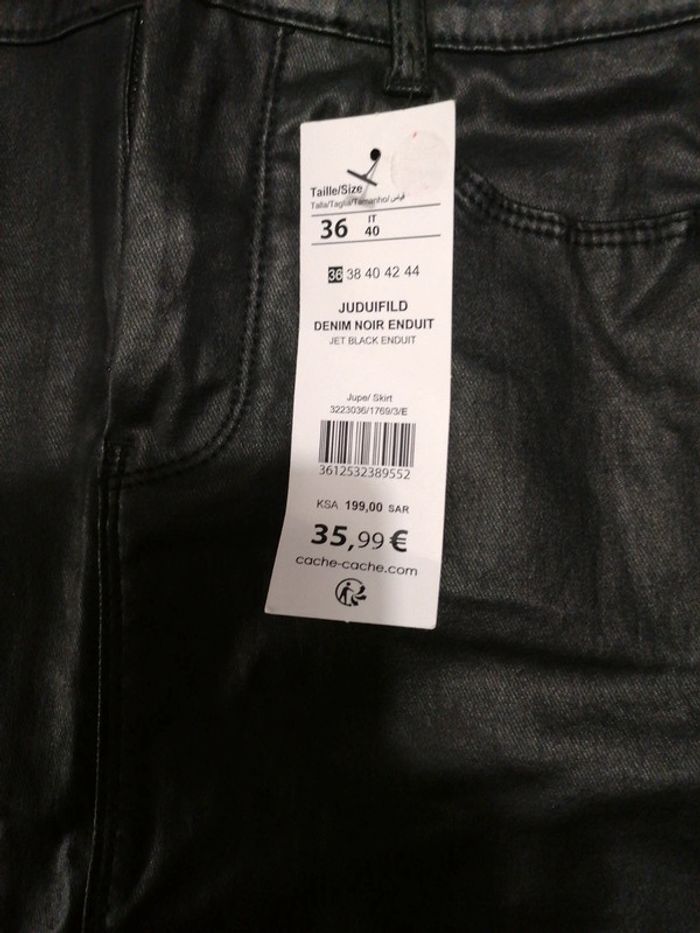 Taille/Size
Talla/Taglia/Tamanho/قياس
36 IT 40
36 38 40 42 44
JUDUIFILD
DENIM NOIR ENDUIT
JET BLACK ENDUIT
Jupe/ Skirt
3223036/1769/3/E
3612532389552
KSA 199,00 SAR
35,99 €
cache-cache.com